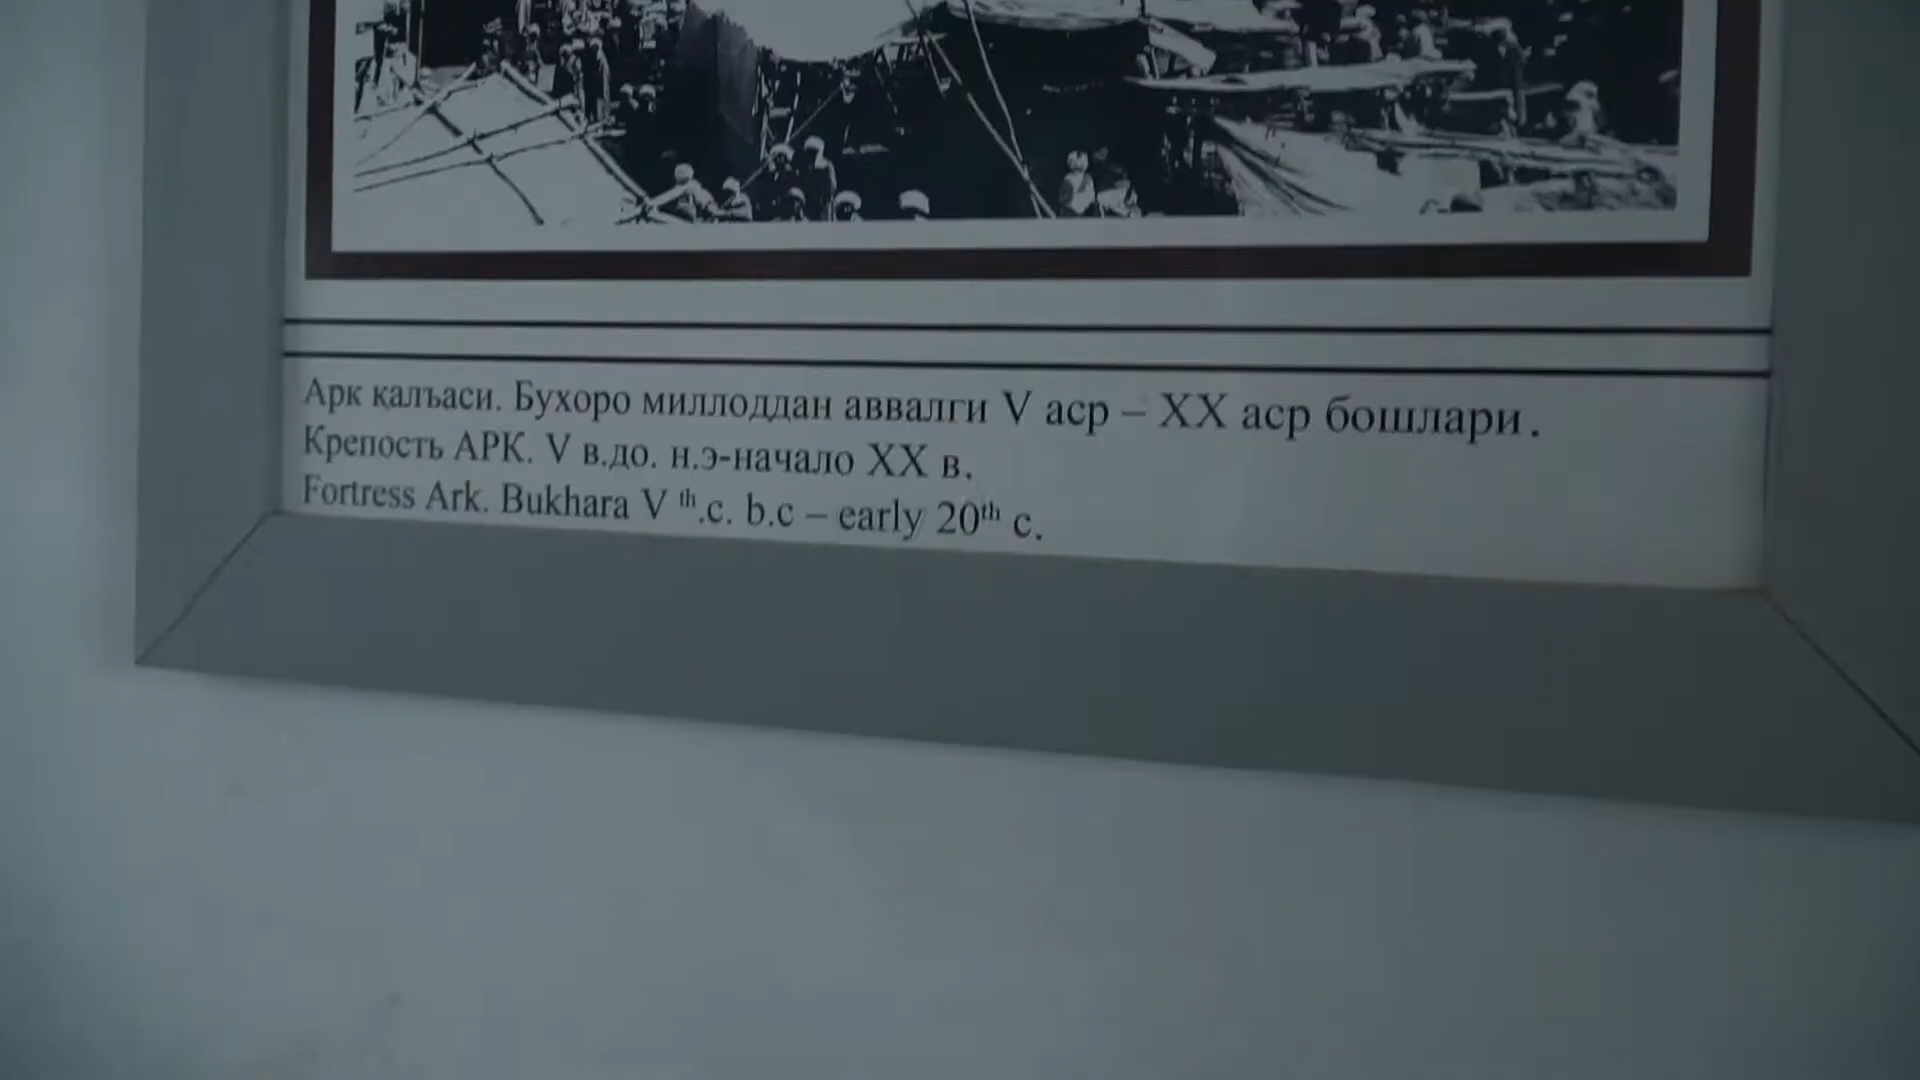 Арк қалъаси. Бухоро миллоддан аввалги V аср – XX аср бошлари.
Крепость АРК. V в.до. н.э-начало XX в.
Fortress Ark. Bukhara V th.c. b.c – early 20th c.